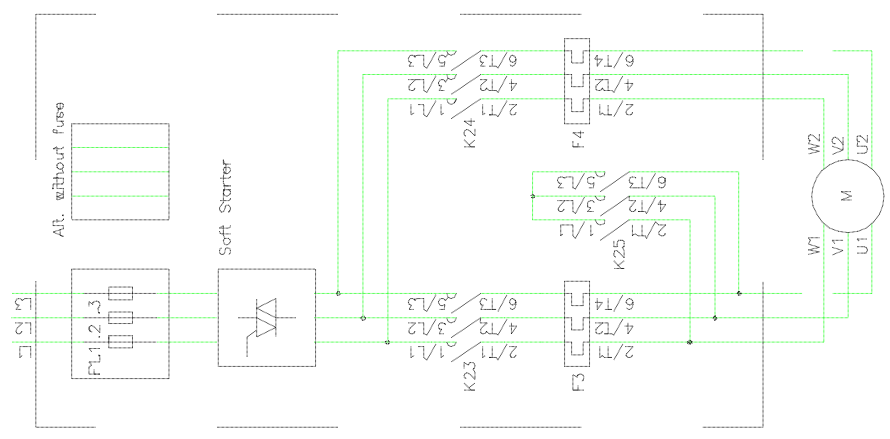 5/L3 6/T3 6/T4
3/L2 4/T2 4/T2
1/L1 2/T1 2/T1
K24 F4
Alt. without fuse
W2 V2 U2
5/L3 6/T3
3/L2 4/T2
1/L1 2/T1
K25
M
Soft Starter
W1 V1 U1
L3 5/L3 6/T3 6/T4
L2 3/L2 4/T2 4/T2
L1 1/L1 2/T1 2/T1
FL1.2.3
K23 F3